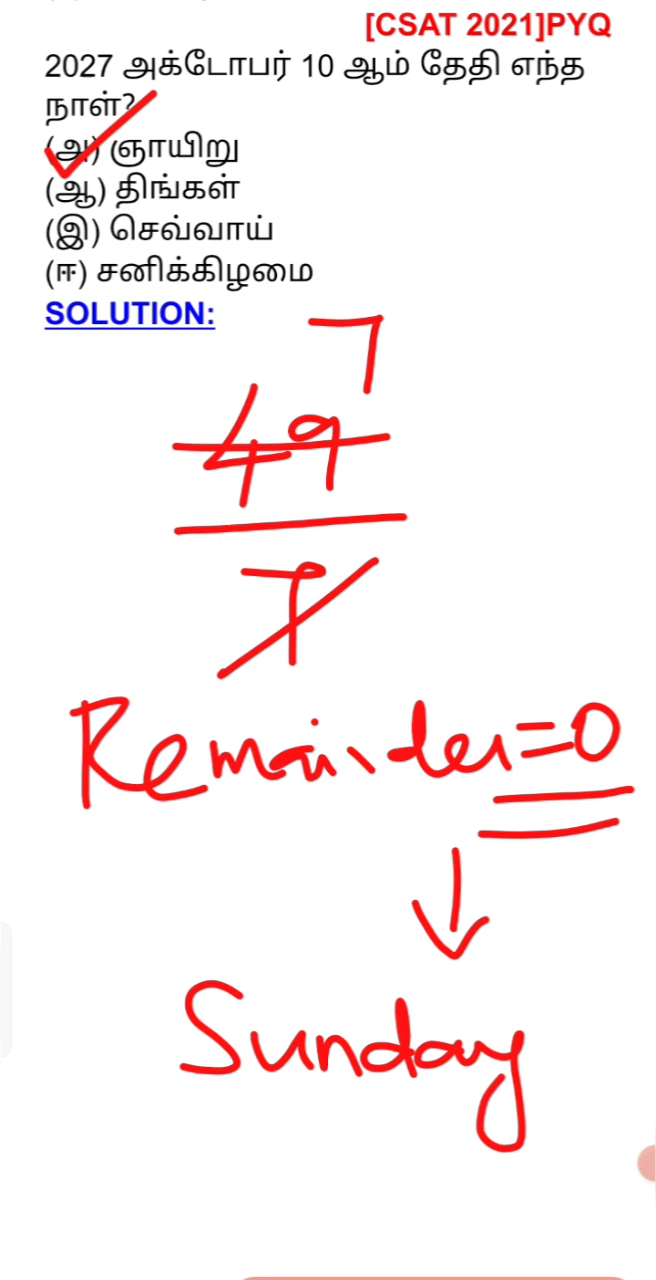 [CSAT 2021]PYQ
2027 அக்டோபர் 10 ஆம் தேதி எந்த
நாள்?
(அ) ஞாயிறு
(ஆ) திங்கள்
(இ) செவ்வாய்
(ஈ) சனிக்கிழமை
SOLUTION:
7
49
7
Remainder=0
Sunday